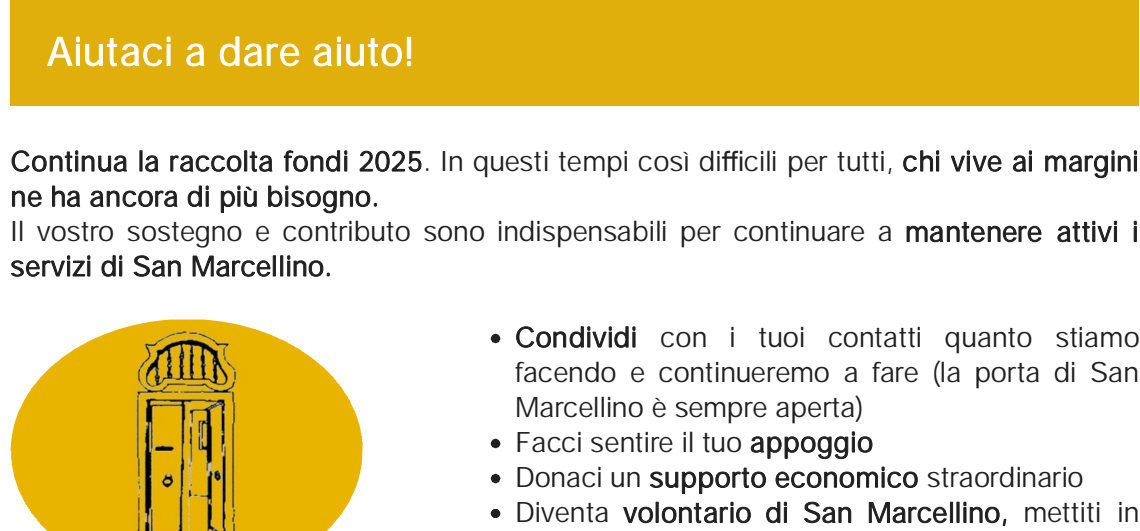 Aiutaci a dare aiuto!
Continua la raccolta fondi 2025. In questi tempi così difficili per tutti, chi vive ai margini
ne ha ancora di più bisogno.
Il vostro sostegno e contributo sono indispensabili per continuare a mantenere attivi i
servizi di San Marcellino.
• Condividi con i tuoi contatti quanto stiamo
facendo e continueremo a fare (la porta di San
Marcellino è sempre aperta)
• Facci sentire il tuo appoggio
• Donaci un supporto economico straordinario
• Diventa volontario di San Marcellino, mettiti in